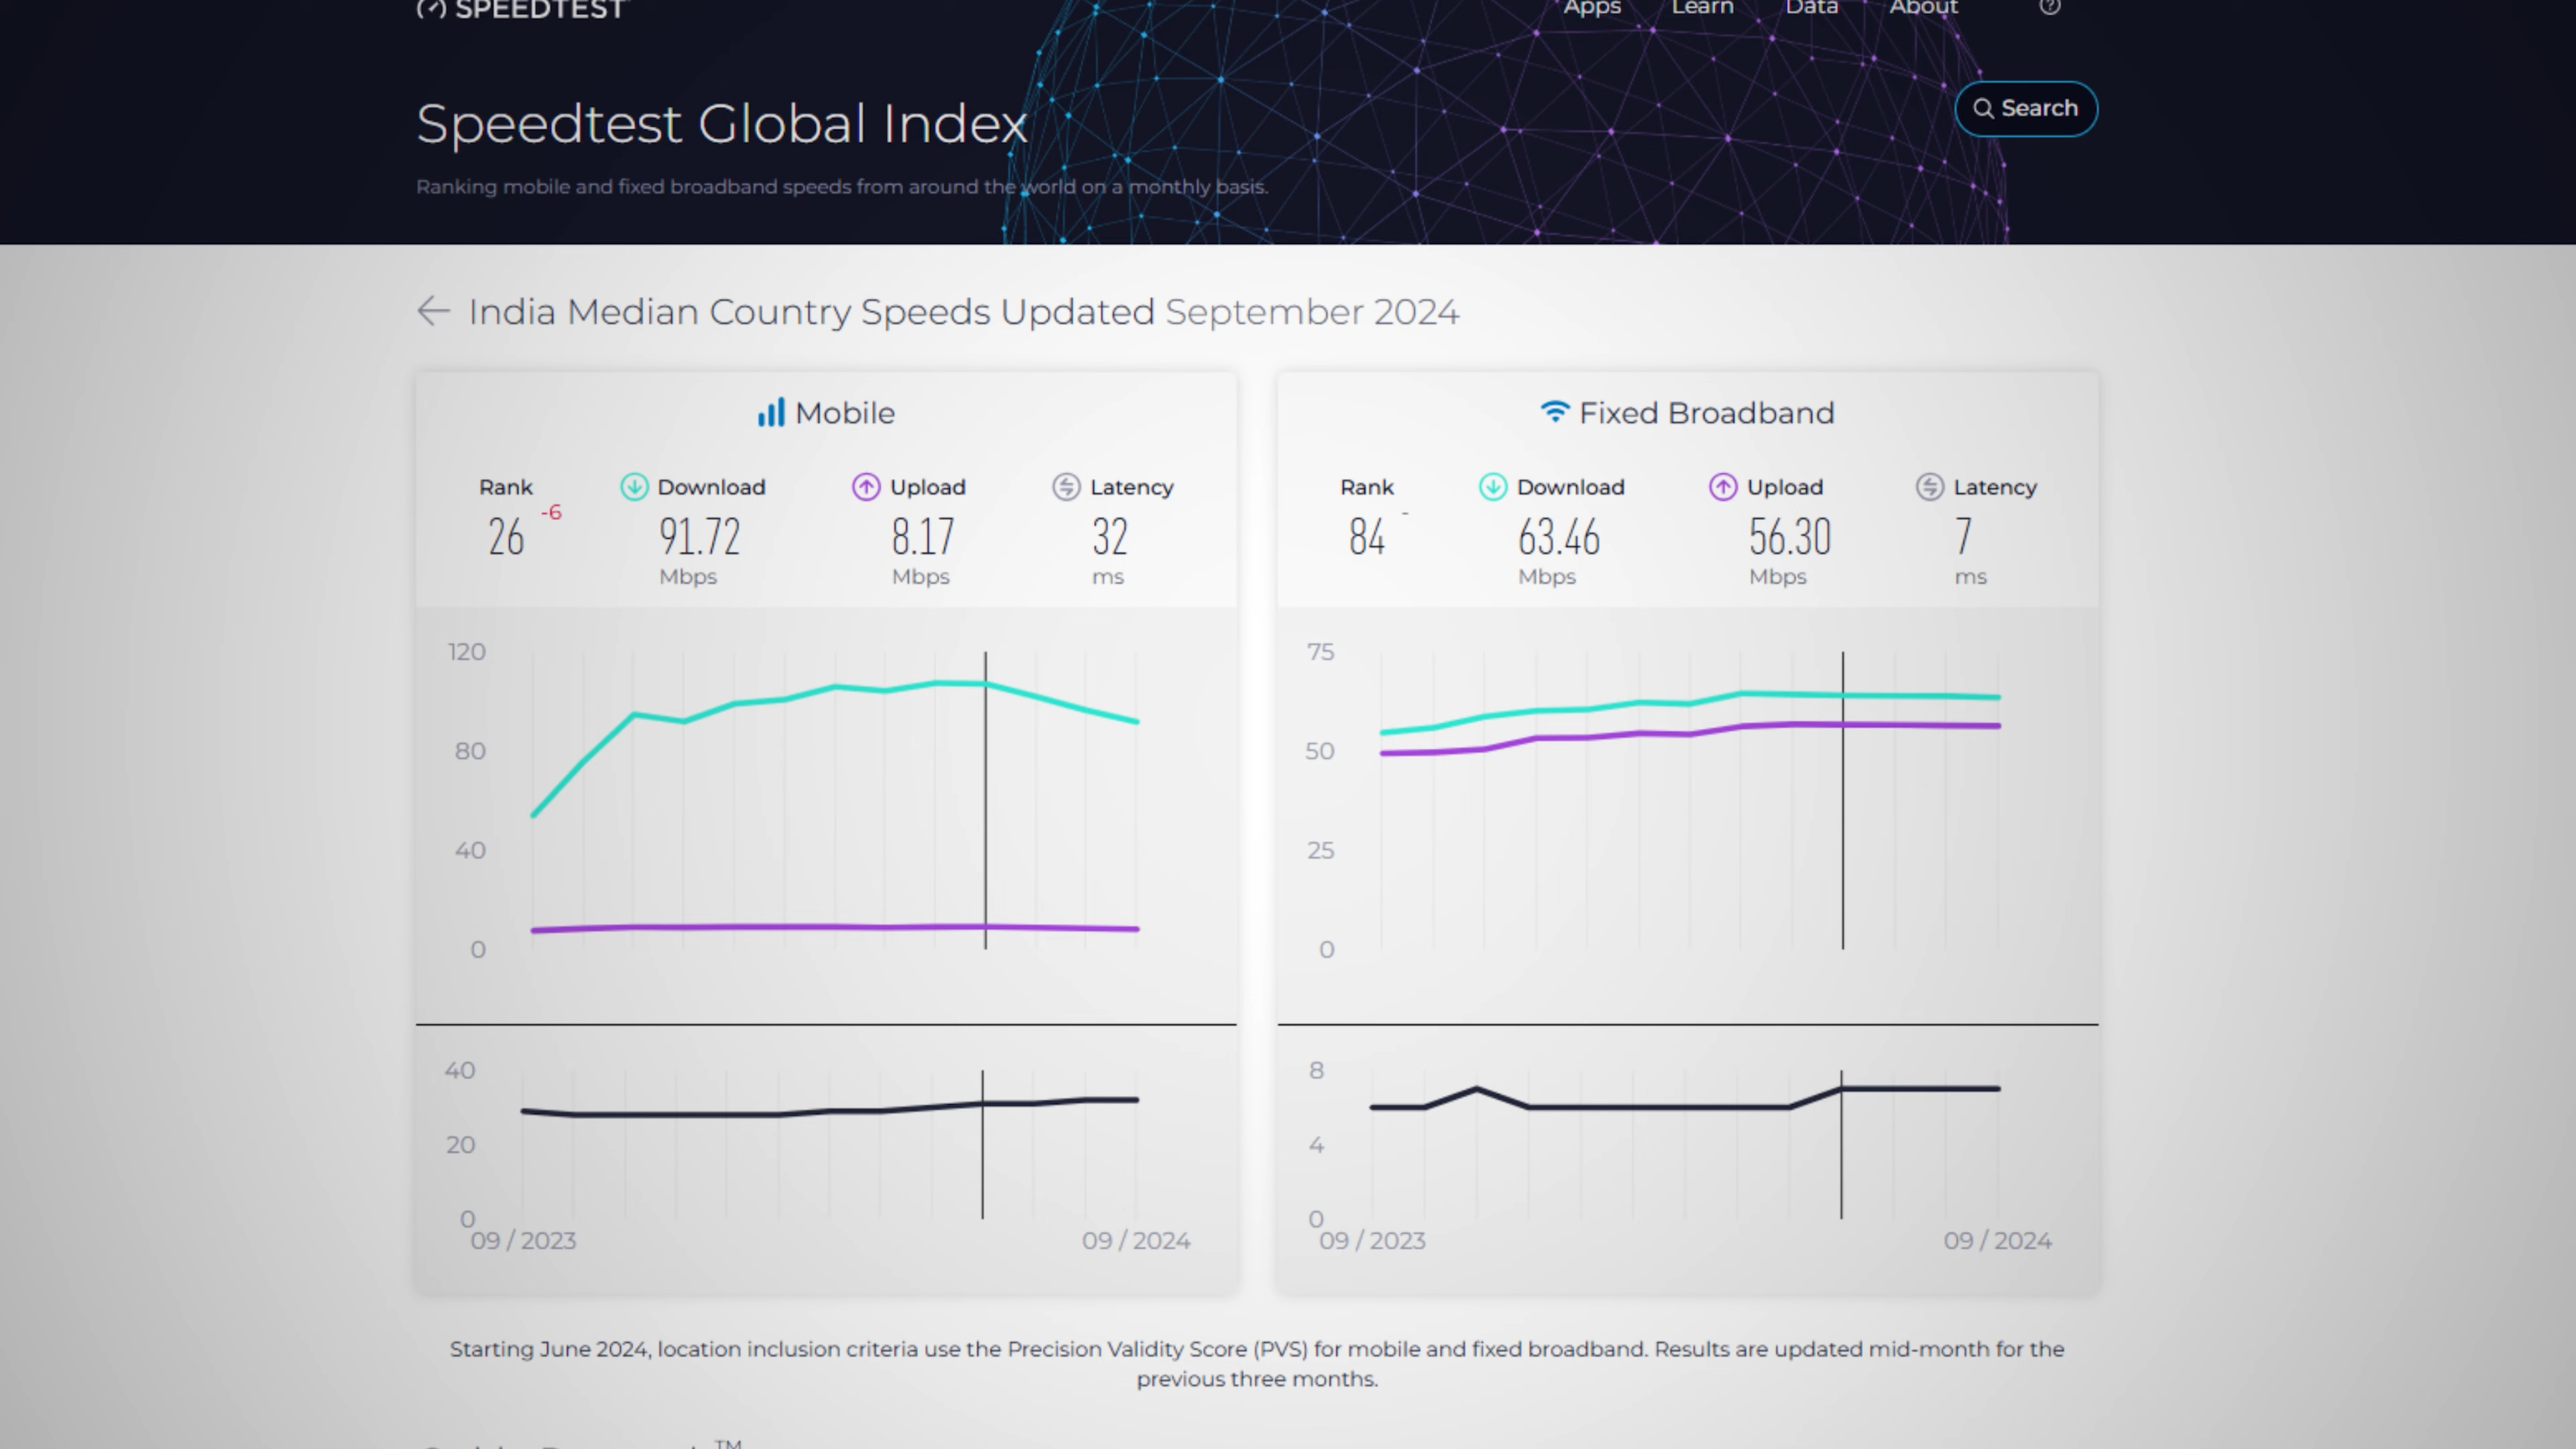 SPEEDTEST
Apps Learn Data About
Speedtest Global Index
Search
Ranking mobile and fixed broadband speeds from around the world on a monthly basis.
India Median Country Speeds Updated September 2024
Mobile
Rank Download Upload Latency
26 -6 91.72 8.17 32
Mbps Mbps ms
120
80
40
0
40
20
0
09 / 2023 09 / 2024
Fixed Broadband
Rank Download Upload Latency
84 - 63.46 56.30 7
Mbps Mbps ms
75
50
25
0
8
4
0
09 / 2023 09 / 2024
Starting June 2024, location inclusion criteria use the Precision Validity Score (PVS) for mobile and fixed broadband. Results are updated mid-month for the
previous three months.
TM